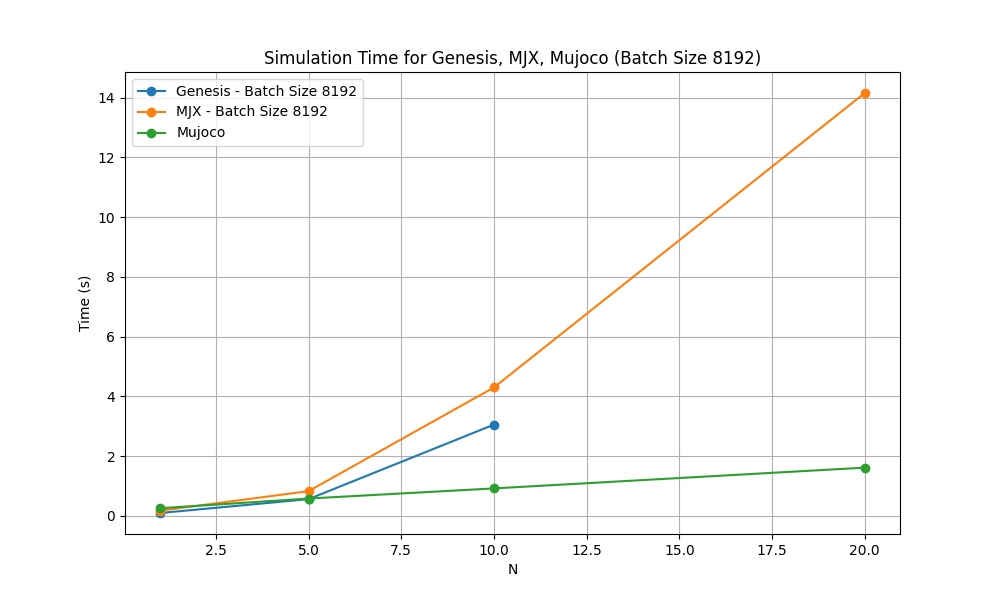 Simulation Time for Genesis, MJX, Mujoco (Batch Size 8192)
Genesis - Batch Size 8192
MJX - Batch Size 8192
Mujoco
14
12
10
8
6
4
2
0
Time (s)
2.5 5.0 7.5 10.0 12.5 15.0 17.5 20.0
N